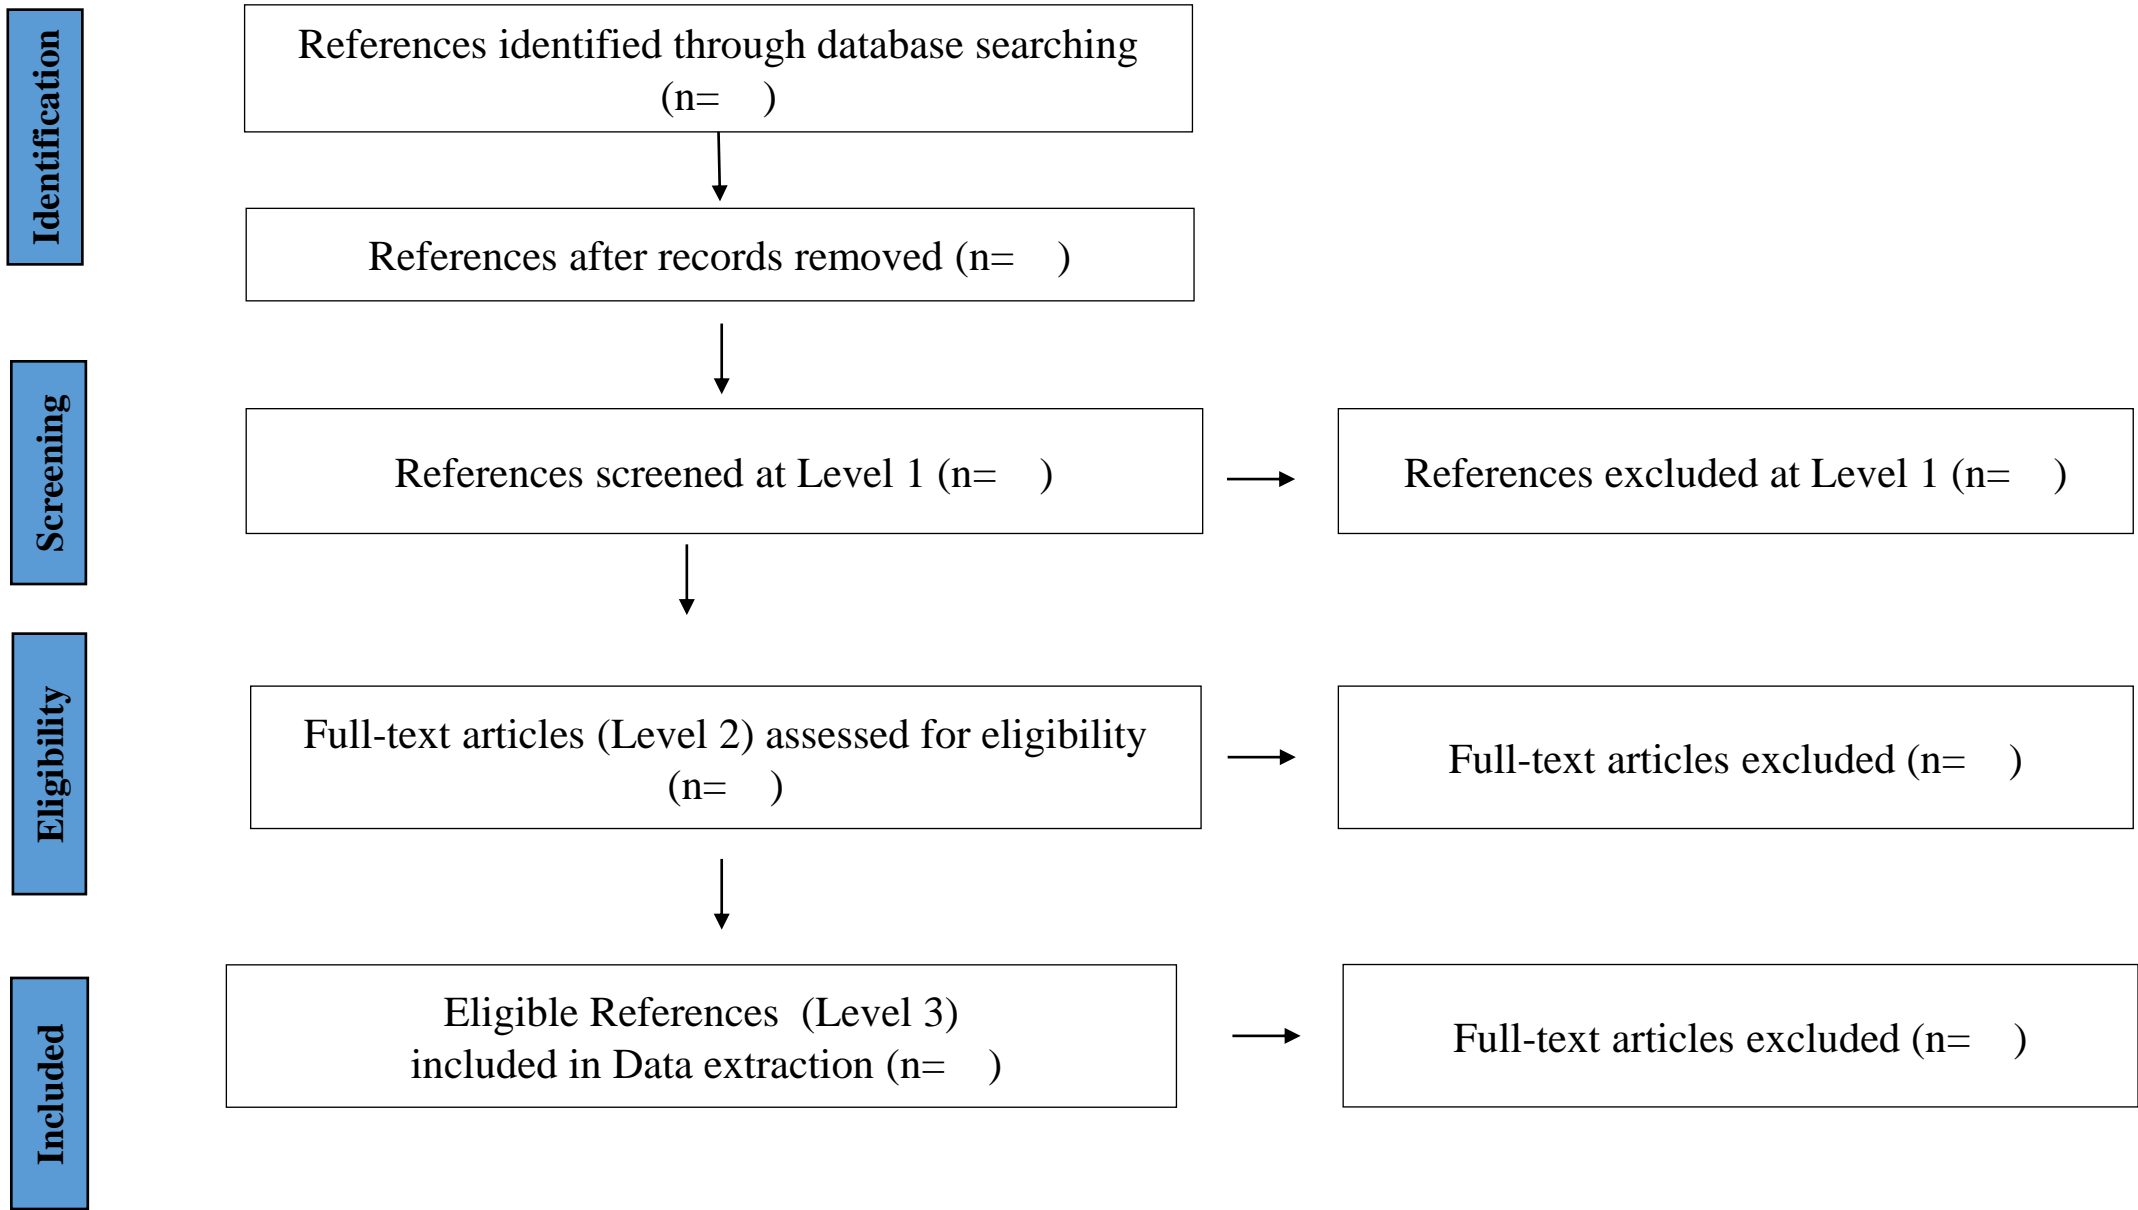 Identification
References identified through database searching
(n=    )
References after records removed (n=    )
Screening
References screened at Level 1 (n=    )
References excluded at Level 1 (n=    )
Eligibility
Full-text articles (Level 2) assessed for eligibility
(n=    )
Full-text articles excluded (n=    )
Included
Eligible References  (Level 3)
included in Data extraction (n=    )
Full-text articles excluded (n=    )